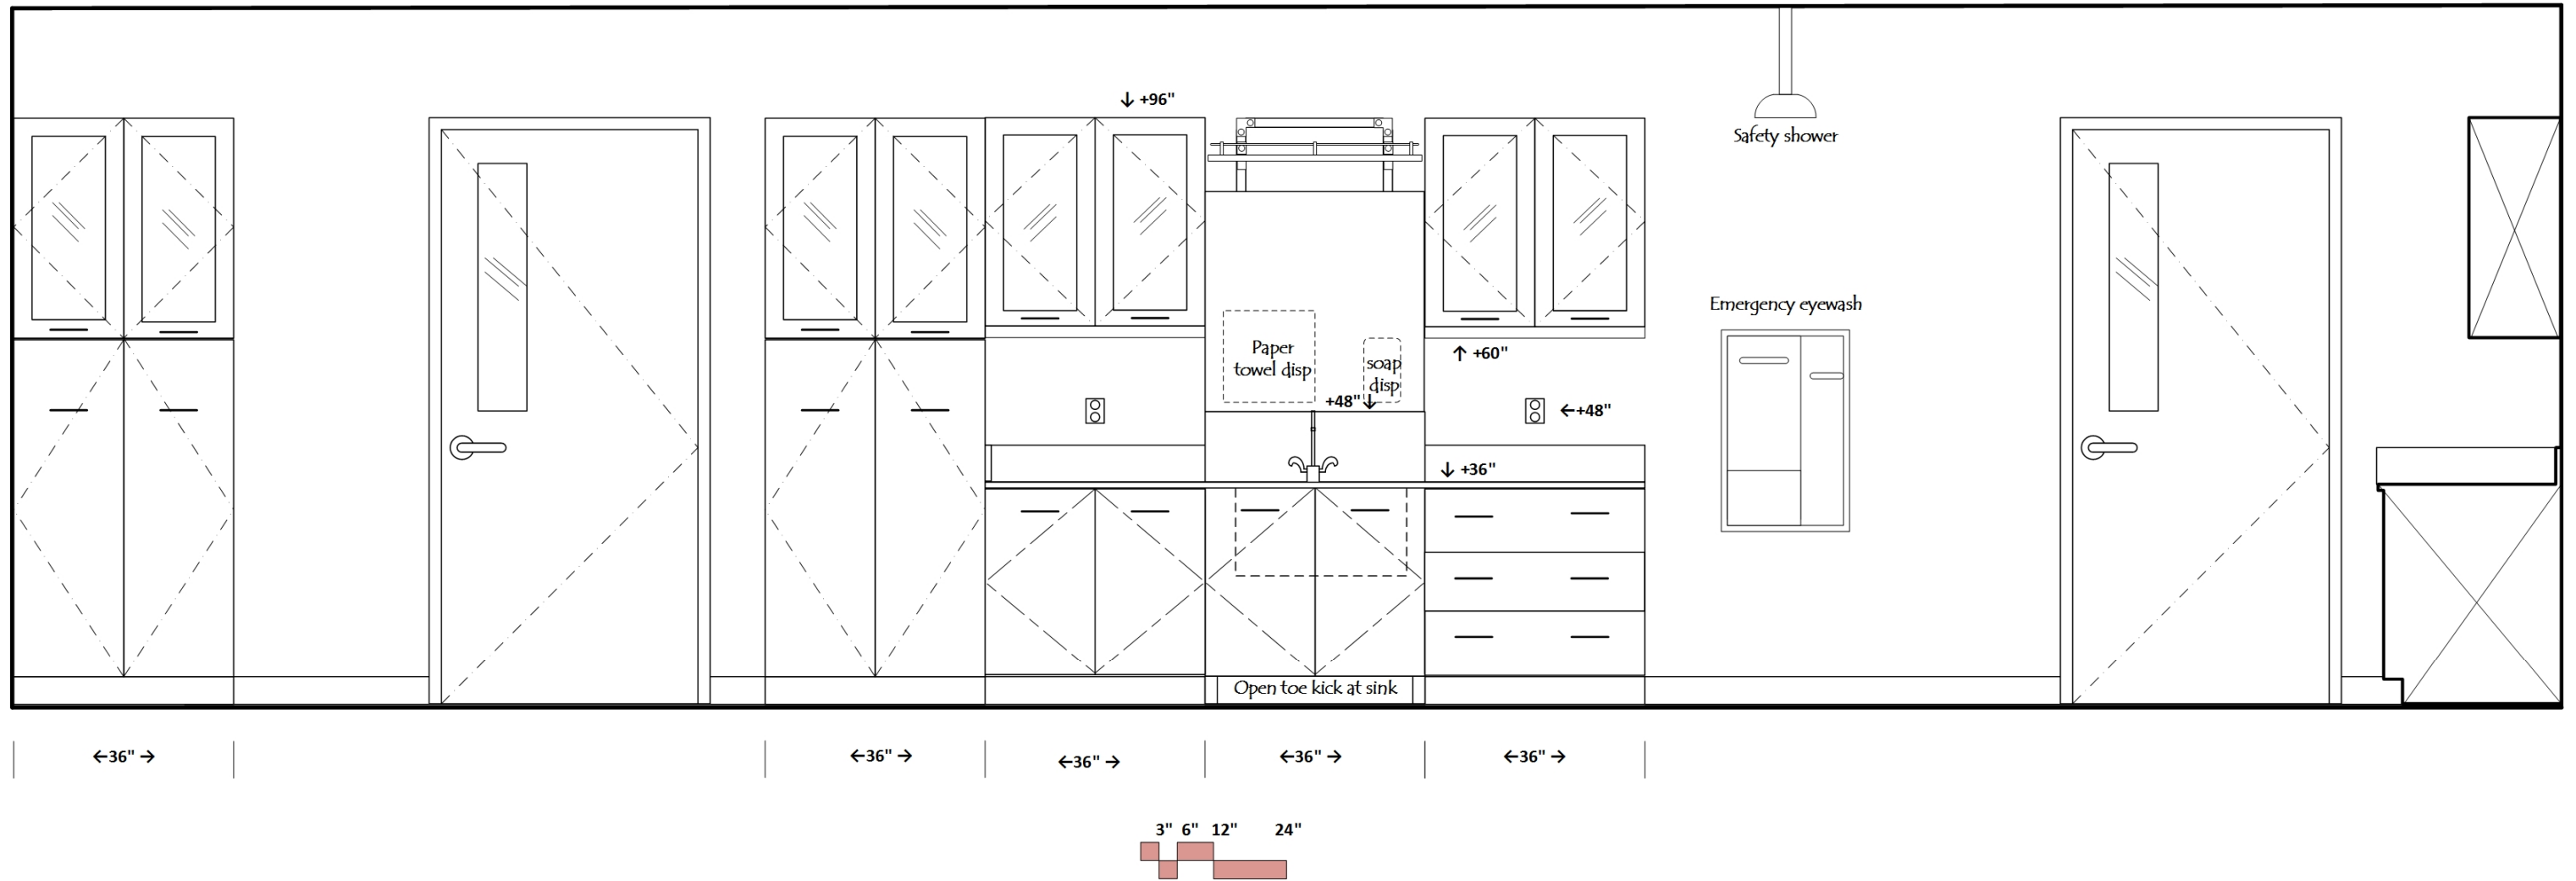 ↓ +96"
Safety shower
Emergency eyewash
Paper
towel disp
soap
disp
+48"↓
↑ +60"
←+48"
↓ +36"
Open toe kick at sink
←36" →
←36" →
←36" →
←36" →
←36" →
3" 6" 12" 24"